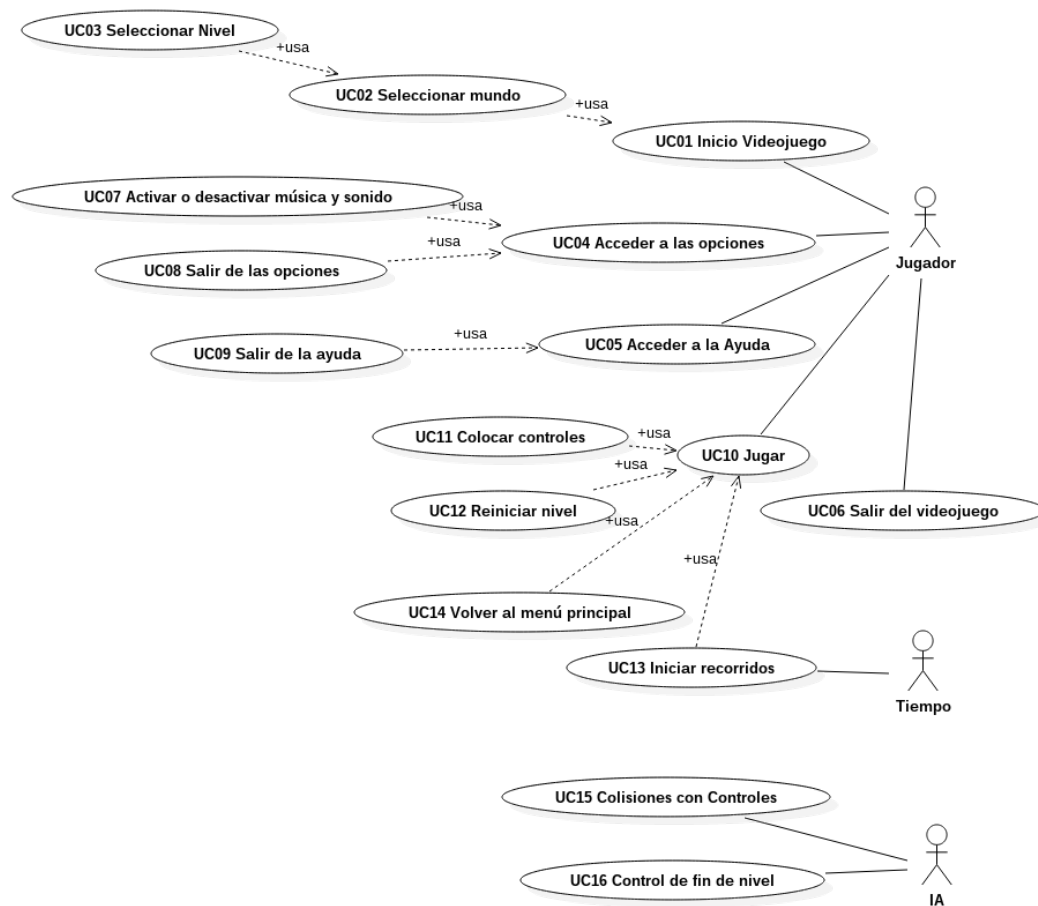 UC03 Seleccionar Nivel
+usa
UC02 Seleccionar mundo
+usa
UC01 Inicio Videojuego
UC07 Activar o desactivar música y sonido
+usa
UC04 Acceder a las opciones
+usa
UC08 Salir de las opciones
Jugador
+usa
UC05 Acceder a la Ayuda
UC09 Salir de la ayuda
+usa
UC11 Colocar controles
UC10 Jugar
+usa
UC12 Reiniciar nivel
UC06 Salir del videojuego
+usa
+usa
UC14 Volver al menú principal
UC13 Iniciar recorridos
Tiempo
UC15 Colisiones con Controles
UC16 Control de fin de nivel
IA